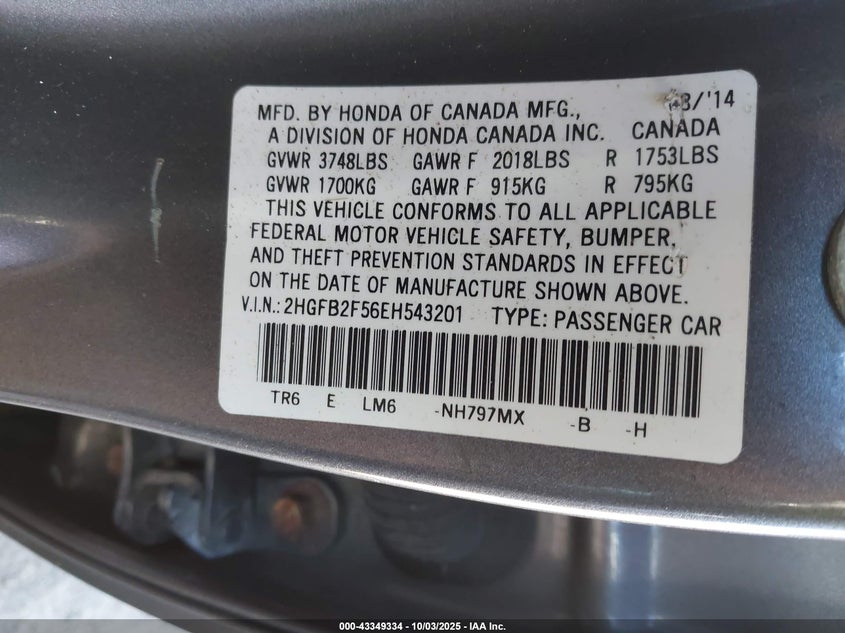 /'14
MFD. BY HONDA OF CANADA MFG.,
A DIVISION OF HONDA CANADA INC. CANADA
GVWR 3748LBS GAWR F 2018LBS R 1753LBS
GVWR 1700KG GAWR F 915KG R 795KG
THIS VEHICLE CONFORMS TO ALL APPLICABLE
FEDERAL MOTOR VEHICLE SAFETY, BUMPER,
AND THEFT PREVENTION STANDARDS IN EFFECT
ON THE DATE OF MANUFACTURE SHOWN ABOVE.
V.I.N.: 2HGFB2F56EH543201 TYPE: PASSENGER CAR
TR6 E LM6 -NH797MX -B -H
000-43349334 - 10/03/2025 - IAA Inc.